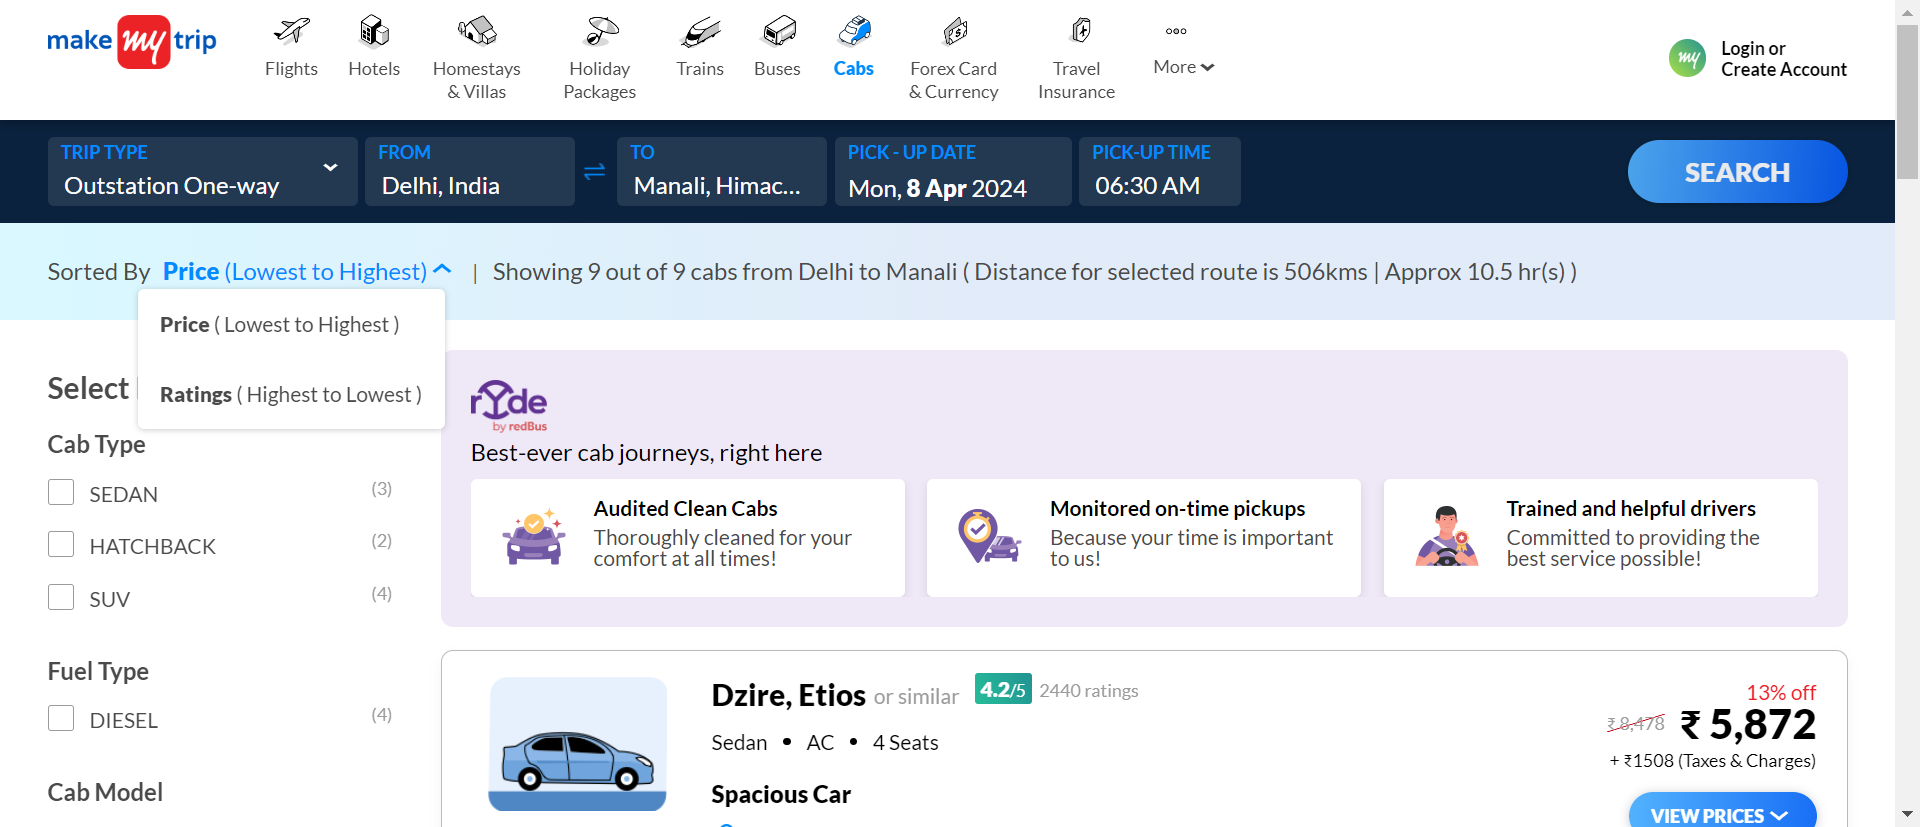 make my trip
Flights
Hotels
Homestays
& Villas
Holiday
Packages
Trains
Buses
Cabs
Forex Card
& Currency
Travel
Insurance
More
my
Login or
Create Account
TRIP TYPE
Outstation One-way
FROM
Delhi, India
TO
Manali, Himac...
PICK - UP DATE
Mon, 8 Apr 2024
PICK-UP TIME
06:30 AM
SEARCH
Sorted By Price (Lowest to Highest) | Showing 9 out of 9 cabs from Delhi to Manali ( Distance for selected route is 506kms | Approx 10.5 hr(s) )
Price ( Lowest to Highest )
Ratings ( Highest to Lowest )
Select
Cab Type
SEDAN (3)
HATCHBACK (2)
SUV (4)
Fuel Type
DIESEL (4)
Cab Model
rYde
by redBus
Best-ever cab journeys, right here
Audited Clean Cabs
Thoroughly cleaned for your
comfort at all times!
Monitored on-time pickups
Because your time is important
to us!
Trained and helpful drivers
Committed to providing the
best service possible!
Dzire, Etios or similar 4.2/5 2440 ratings
Sedan • AC • 4 Seats
Spacious Car
13% off
₹ 8,478 ₹ 5,872
+ ₹1508 (Taxes & Charges)
VIEW PRICES